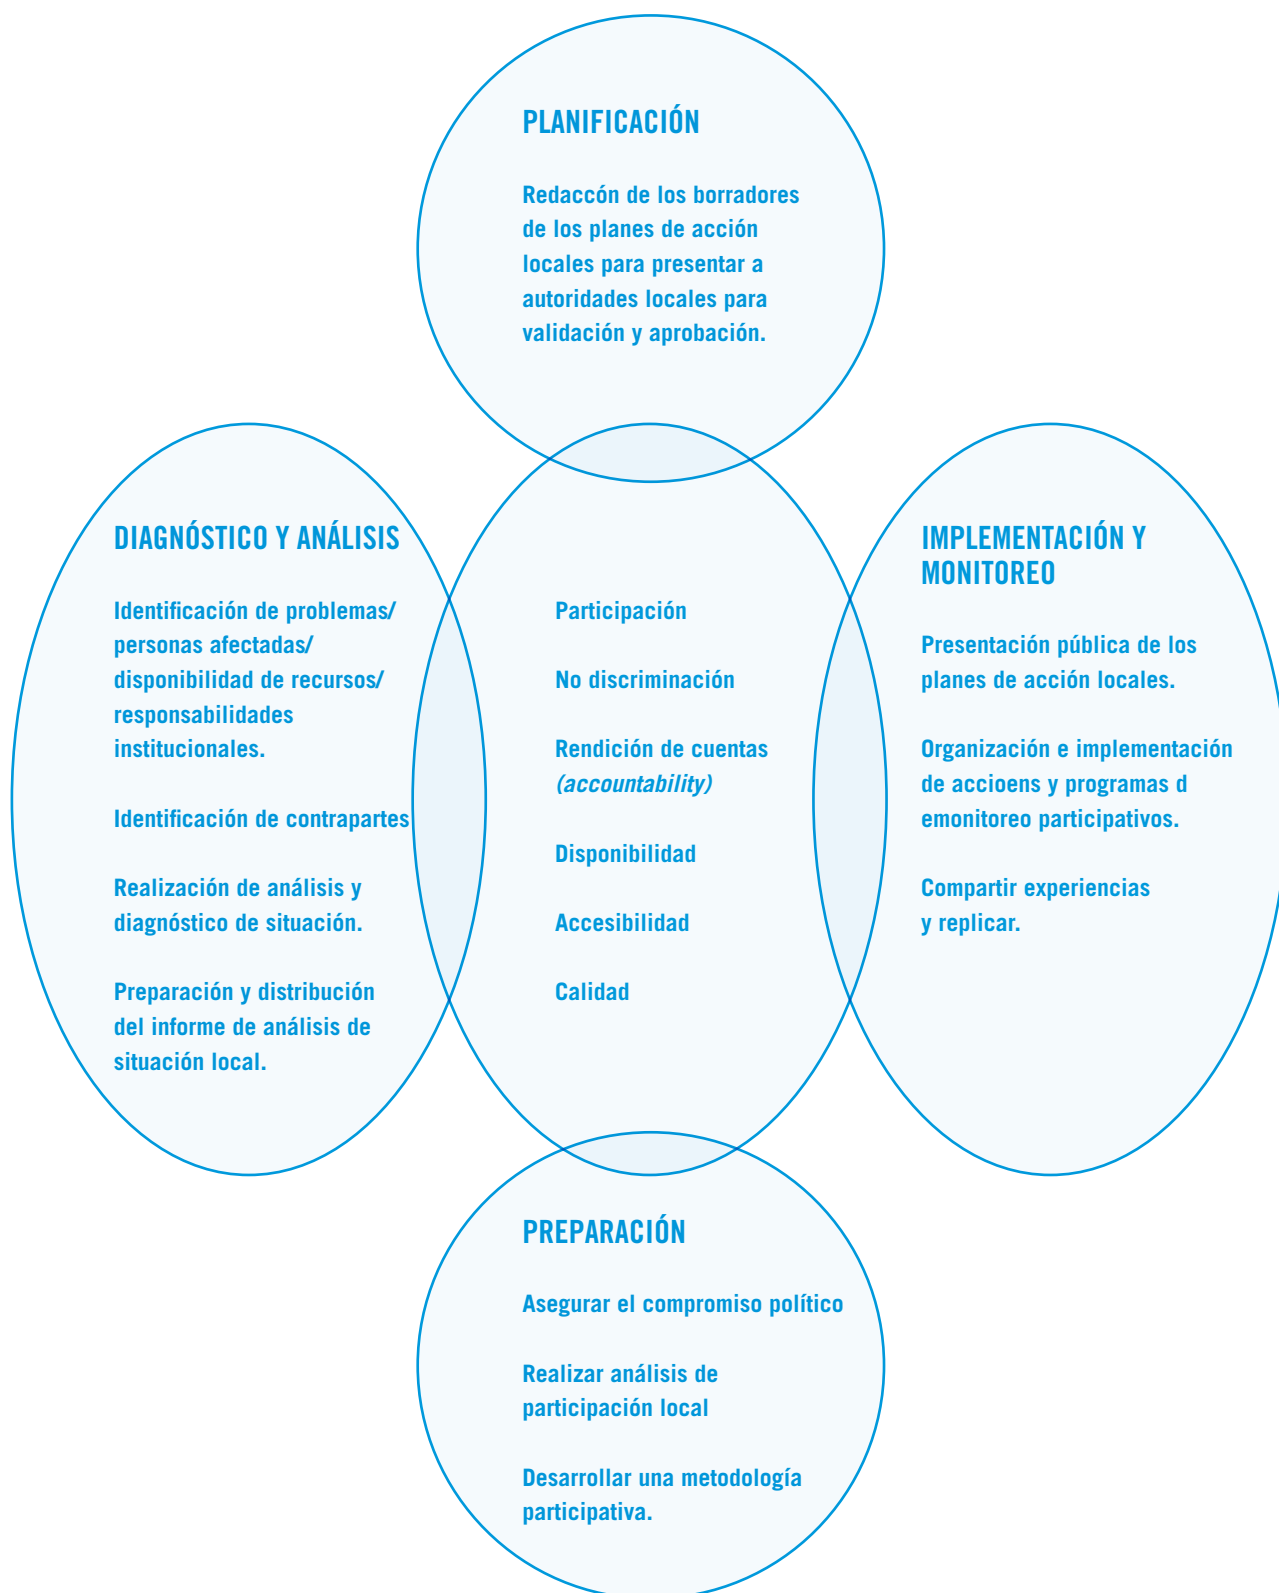 PLANIFICACIÓN
Redaccón de los borradores
de los planes de acción
locales para presentar a
autoridades locales para
validación y aprobación.
DIAGNÓSTICO Y ANÁLISIS
Identificación de problemas/
personas afectadas/
disponibilidad de recursos/
responsabilidades
institucionales.
Identificación de contrapartes
Realización de análisis y
diagnóstico de situación.
Preparación y distribución
del informe de análisis de
situación local.
Participación
No discriminación
Rendición de cuentas
(accountability)
Disponibilidad
Accesibilidad
Calidad
IMPLEMENTACIÓN Y
MONITOREO
Presentación pública de los
planes de acción locales.
Organización e implementación
de accioens y programas d
emonitoreo participativos.
Compartir experiencias
y replicar.
PREPARACIÓN
Asegurar el compromiso político
Realizar análisis de
participación local
Desarrollar una metodología
participativa.